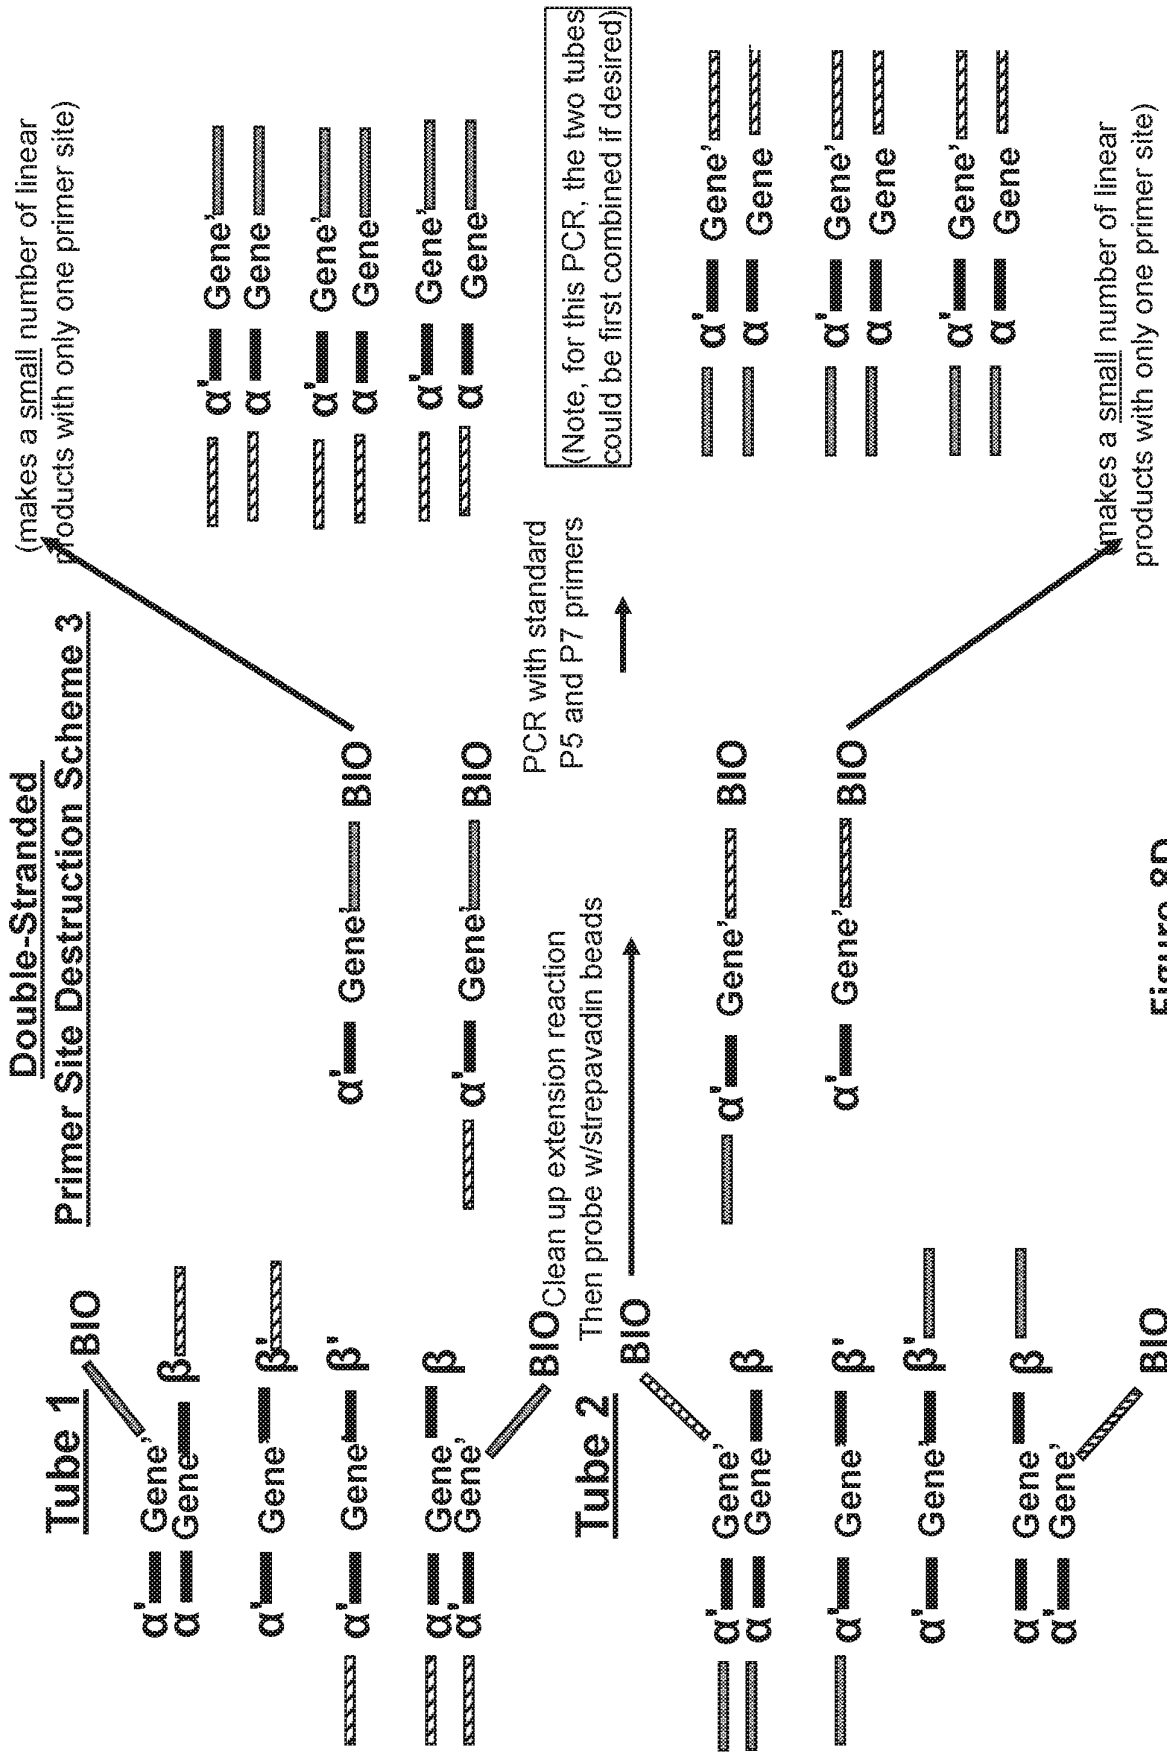 Double-Stranded
Primer Site Destruction Scheme 3
Tube 1
BIO
α' Gene'
α Gene β
α' Gene' β'
α' Gene' β'
α Gene β
α' Gene'
BIO
Clean up extension reaction
Then probe w/strepavadin beads
α' Gene' BIO
α' Gene' BIO
PCR with standard
P5 and P7 primers
(makes a small number of linear
products with only one primer site)
α' Gene'
α Gene
α' Gene'
α Gene
α' Gene'
α Gene
(Note, for this PCR, the two tubes
could be first combined if desired)
Tube 2
BIO
α' Gene'
α Gene β
α' Gene' β'
α' Gene' β'
α Gene β
α' Gene'
BIO
α' Gene' BIO
α' Gene' BIO
α' Gene'
α Gene
α' Gene'
α Gene
α' Gene'
α Gene
(makes a small number of linear
products with only one primer site)
Figure 8D